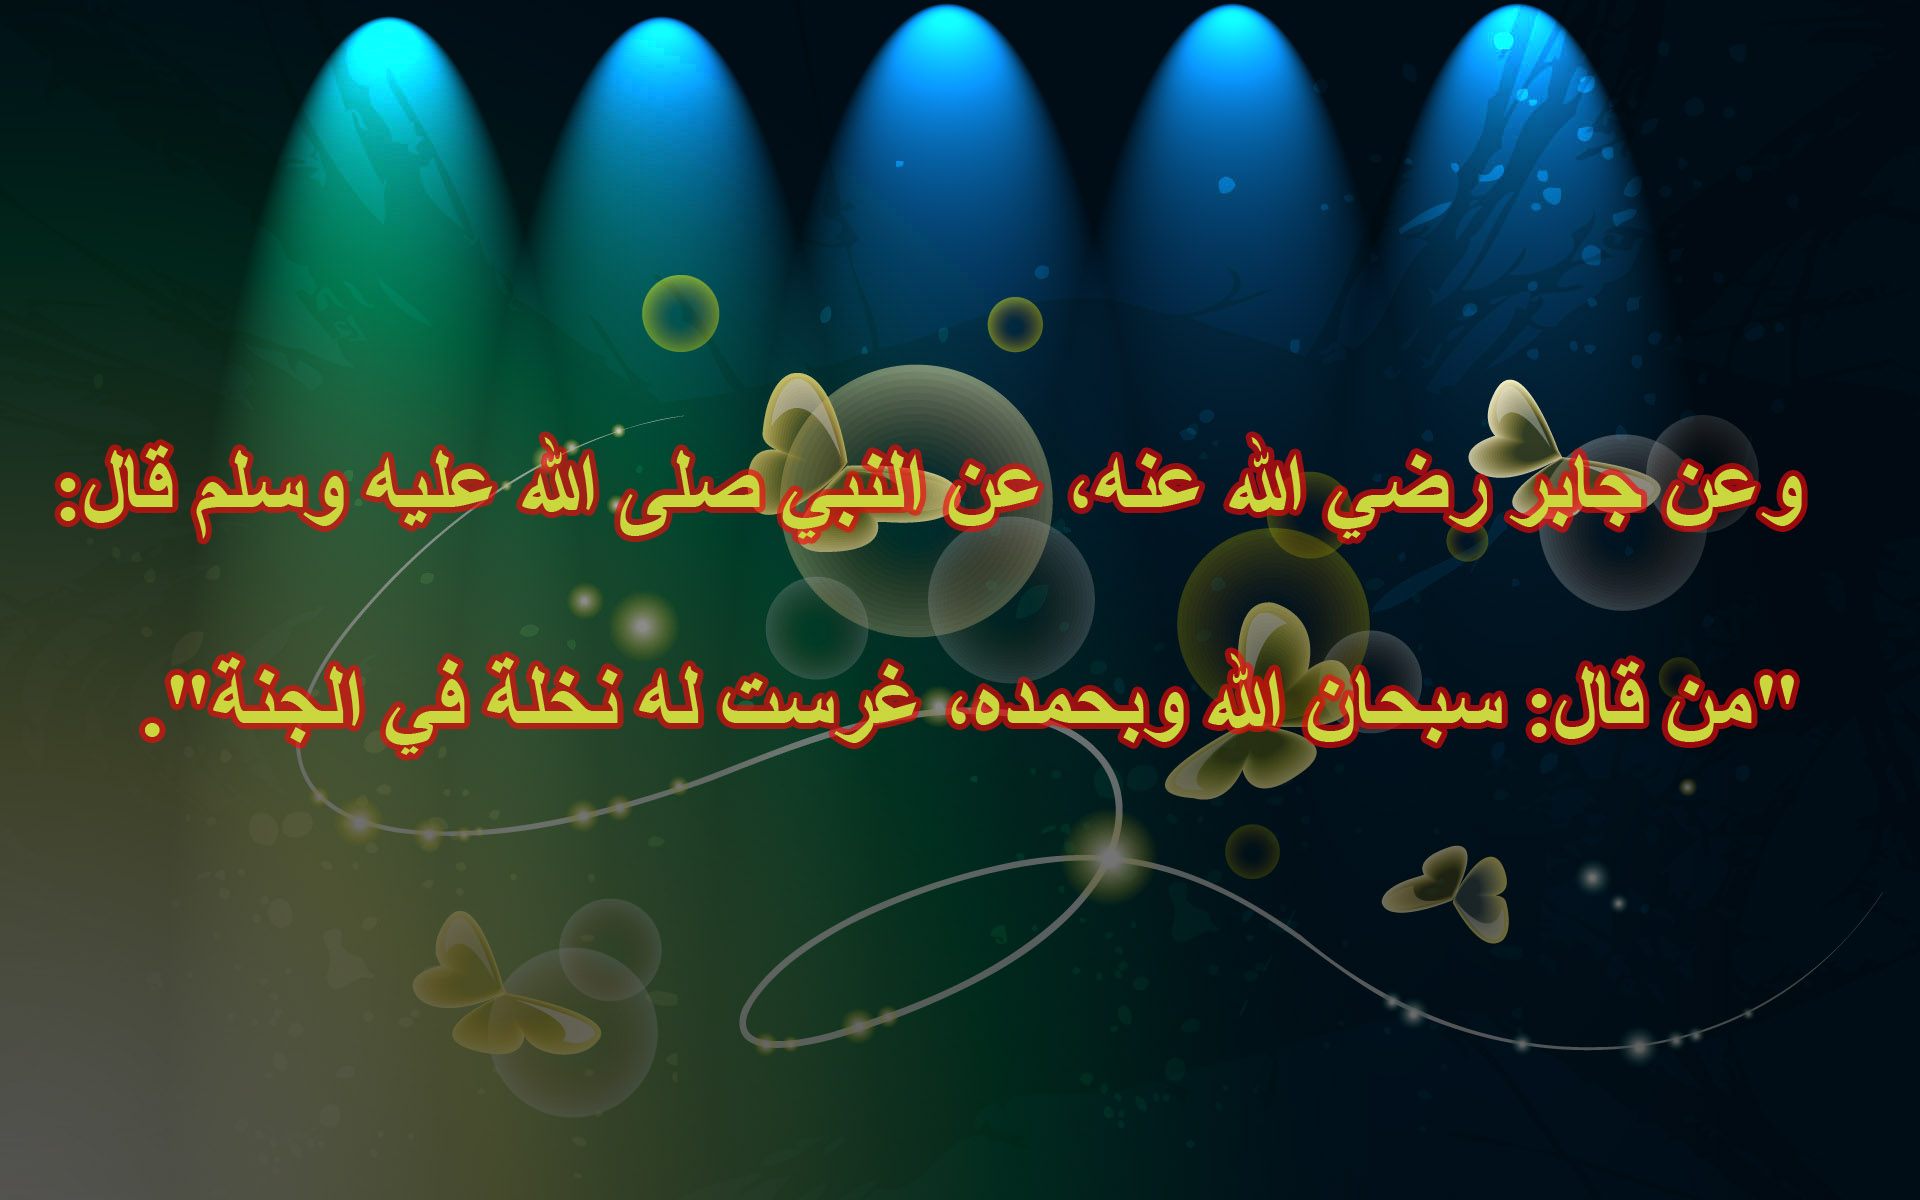 وعن جابر رضي الله عنه، عن النبي صلى الله عليه وسلم قال:
"من قال: سبحان الله وبحمده، غرست له نخلة في الجنة".